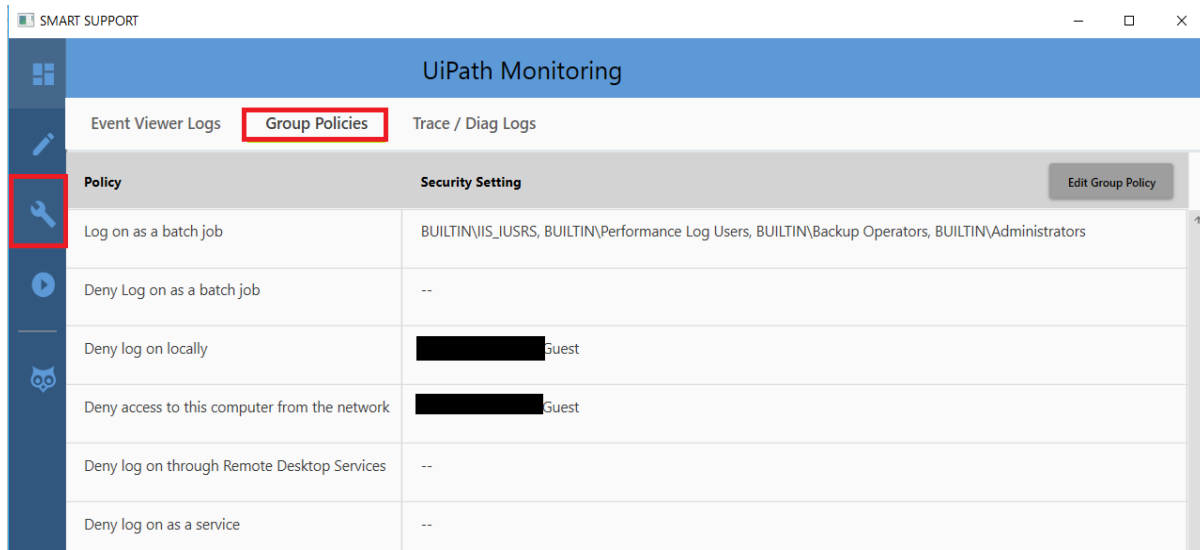 SMART SUPPORT
UiPath Monitoring
Event Viewer Logs Group Policies Trace / Diag Logs
Policy Security Setting Edit Group Policy
Log on as a batch job BUILTIN\IIS_IUSRS, BUILTIN\Performance Log Users, BUILTIN\Backup Operators, BUILTIN\Administrators
Deny Log on as a batch job --
Deny log on locally Guest
Deny access to this computer from the network Guest
Deny log on through Remote Desktop Services --
Deny log on as a service --